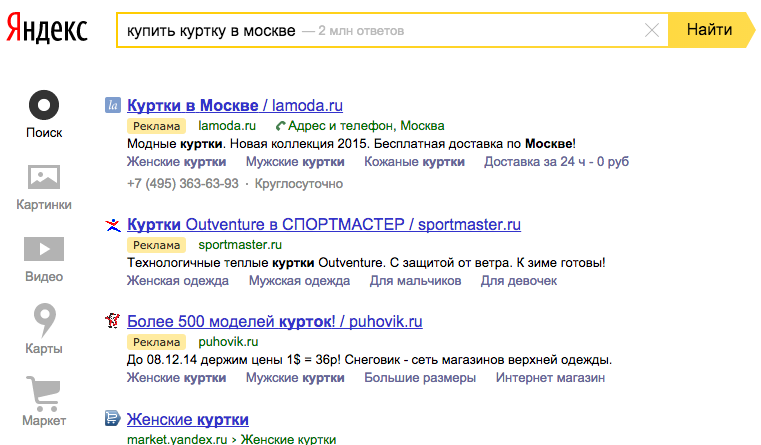 Яндекс
купить куртку в москве — 2 млн ответов
Найти
Поиск
Картинки
Видео
Карты
Маркет
la Куртки в Москве / lamoda.ru
Реклама lamoda.ru Адрес и телефон, Москва
Модные куртки. Новая коллекция 2015. Бесплатная доставка по Москве!
Женские куртки Мужские куртки Кожаные куртки Доставка за 24 ч - 0 руб
+7 (495) 363-63-93 · Круглосуточно
Куртки Outventure в СПОРТМАСТЕР / sportmaster.ru
Реклама sportmaster.ru
Технологичные теплые куртки Outventure. С защитой от ветра. К зиме готовы!
Женская одежда Мужская одежда Для мальчиков Для девочек
Более 500 моделей курток! / puhovik.ru
Реклама puhovik.ru
До 08.12.14 держим цены 1$ = 36р! Снеговик - сеть магазинов верхней одежды.
Женские куртки Мужские куртки Большие размеры Интернет магазин
Женские куртки
market.yandex.ru › Женские куртки